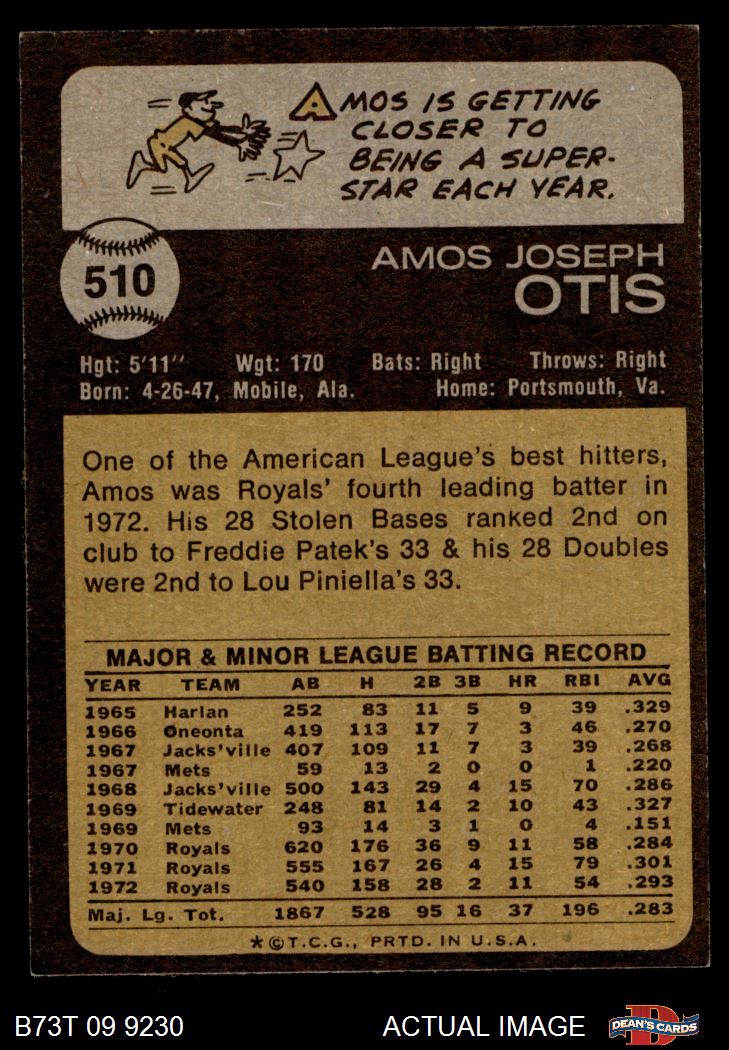 AMOS IS GETTING
CLOSER TO
BEING A SUPER-
STAR EACH YEAR.
510
AMOS JOSEPH
OTIS
Hgt: 5'11" Wgt: 170 Bats: Right Throws: Right
Born: 4-26-47, Mobile, Ala. Home: Portsmouth, Va.
One of the American League's best hitters,
Amos was Royals' fourth leading batter in
1972. His 28 Stolen Bases ranked 2nd on
club to Freddie Patek's 33 & his 28 Doubles
were 2nd to Lou Piniella's 33.
MAJOR & MINOR LEAGUE BATTING RECORD
YEAR TEAM AB H 2B 3B HR RBI AVG
1965 Harlan 252 83 11 5 9 39 .329
1966 Oneonta 419 113 17 7 3 46 .270
1967 Jacks'ville 407 109 11 7 3 39 .268
1967 Mets 59 13 2 0 0 1 .220
1968 Jacks'ville 500 143 29 4 15 70 .286
1969 Tidewater 248 81 14 2 10 43 .327
1969 Mets 93 14 3 1 0 4 .151
1970 Royals 620 176 36 9 11 58 .284
1971 Royals 555 167 26 4 15 79 .301
1972 Royals 540 158 28 2 11 54 .293
Maj. Lg. Tot. 1867 528 95 16 37 196 .283
*©T.C.G., PRTD. IN U.S.A.
B73T 09 9230 ACTUAL IMAGE
D
DEAN'S CARDS